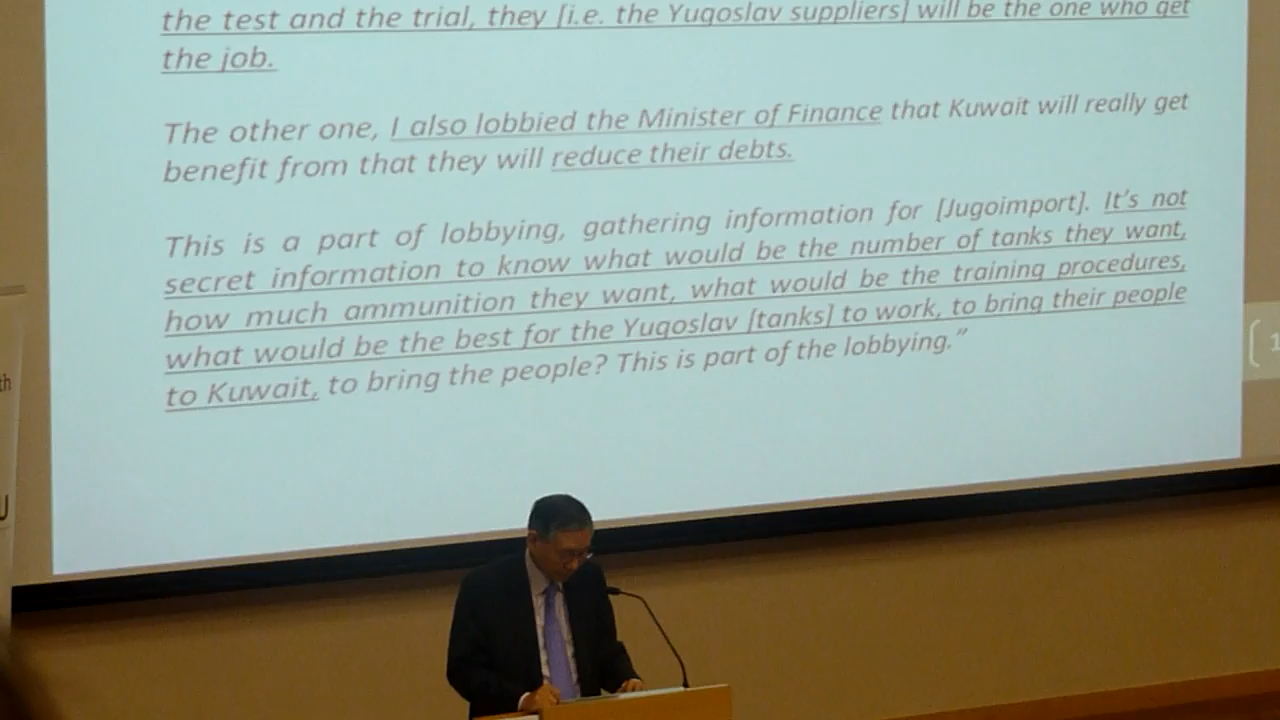 the test and the trial, they [i.e. the Yugoslav suppliers] will be the one who get
the job.
The other one, I also lobbied the Minister of Finance that Kuwait will really get
benefit from that they will reduce their debts.
This is a part of lobbying, gathering information for [Jugoimport]. It's not
secret information to know what would be the number of tanks they want,
how much ammunition they want, what would be the training procedures,
what would be the best for the Yugoslav [tanks] to work, to bring their people
to Kuwait, to bring the people? This is part of the lobbying."
th